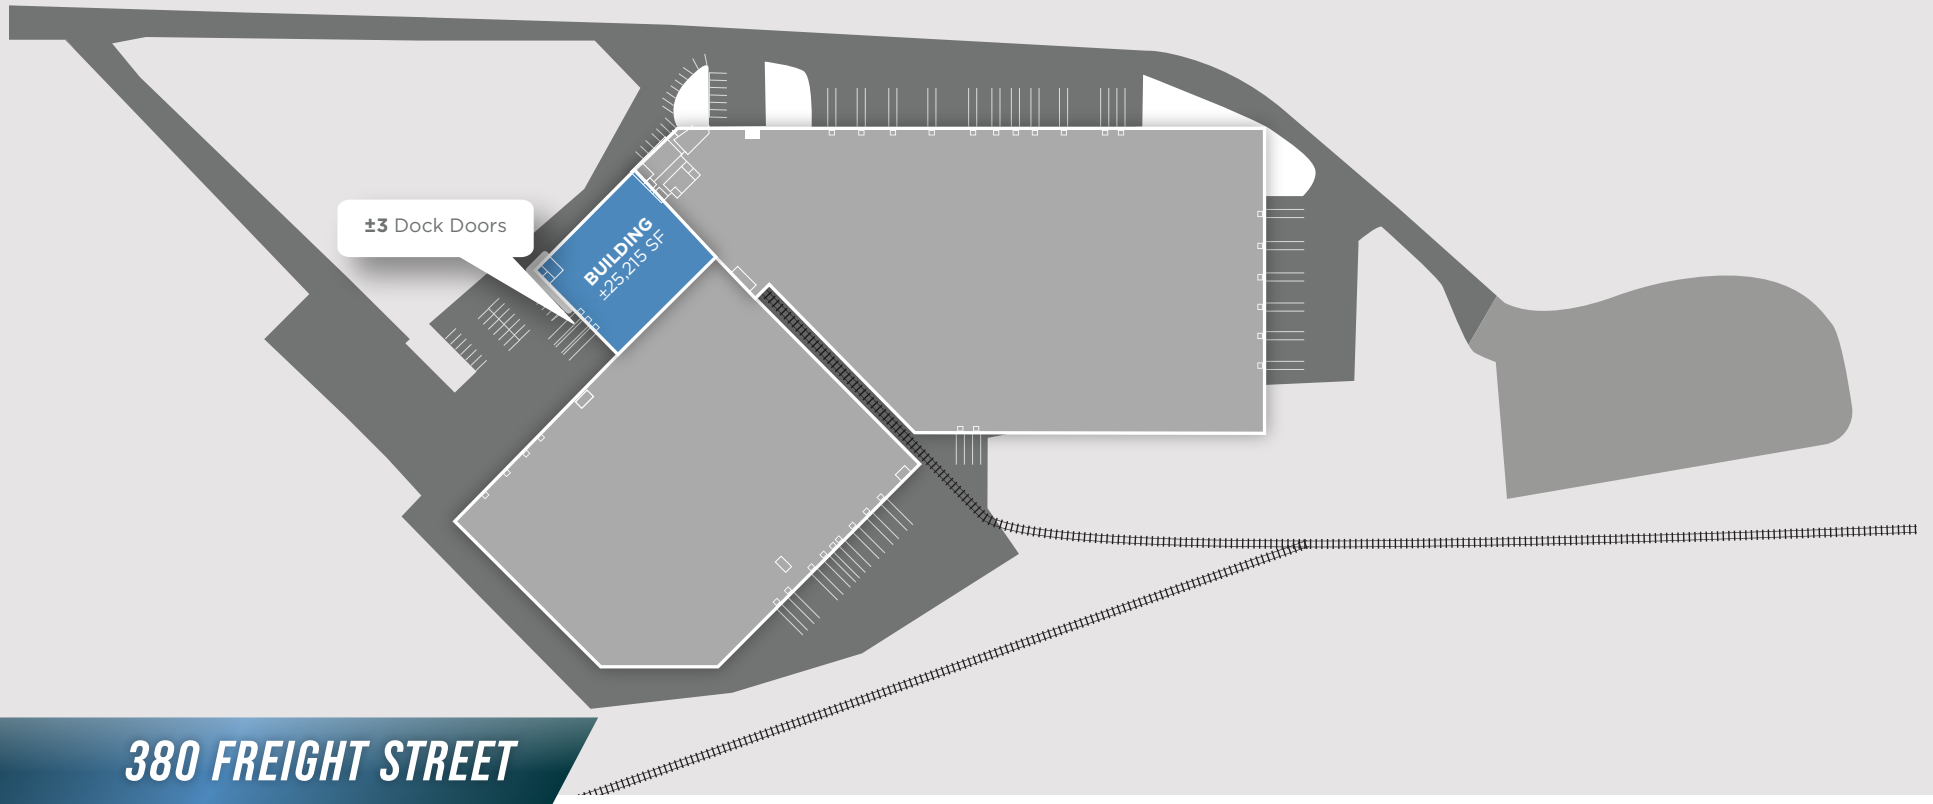 ±3 Dock Doors
BUILDING
±25,215 SF
380 FREIGHT STREET